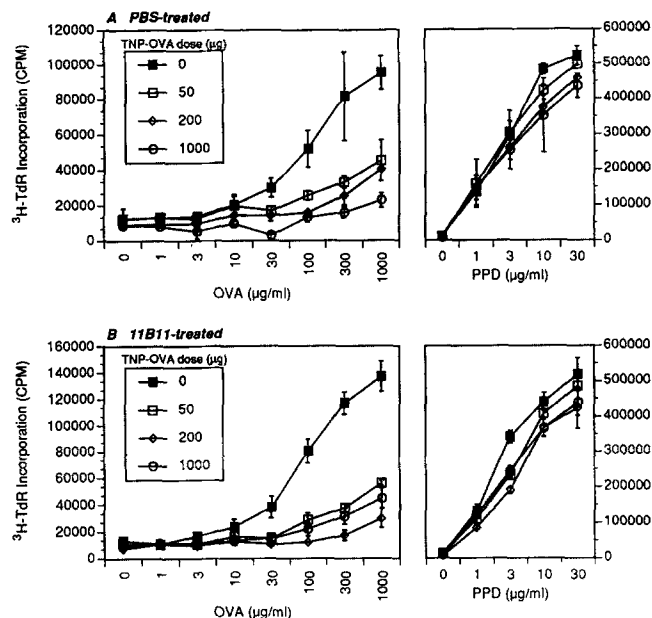 A PBS-treated
120000
100000
80000
60000
40000
20000
0
³H-TdR Incorporation (CPM)
TNP-OVA dose (µg)
0
50
200
1000
0 1 3 10 30 100 300 1000
OVA (µg/ml)
600000
500000
400000
300000
200000
100000
0
0 1 3 10 30
PPD (µg/ml)
B 11B11-treated
160000
140000
120000
100000
80000
60000
40000
20000
0
³H-TdR Incorporation (CPM)
TNP-OVA dose (µg)
0
50
200
1000
0 1 3 10 30 100 300 1000
OVA (µg/ml)
600000
500000
400000
300000
200000
100000
0
0 1 3 10 30
PPD (µg/ml)